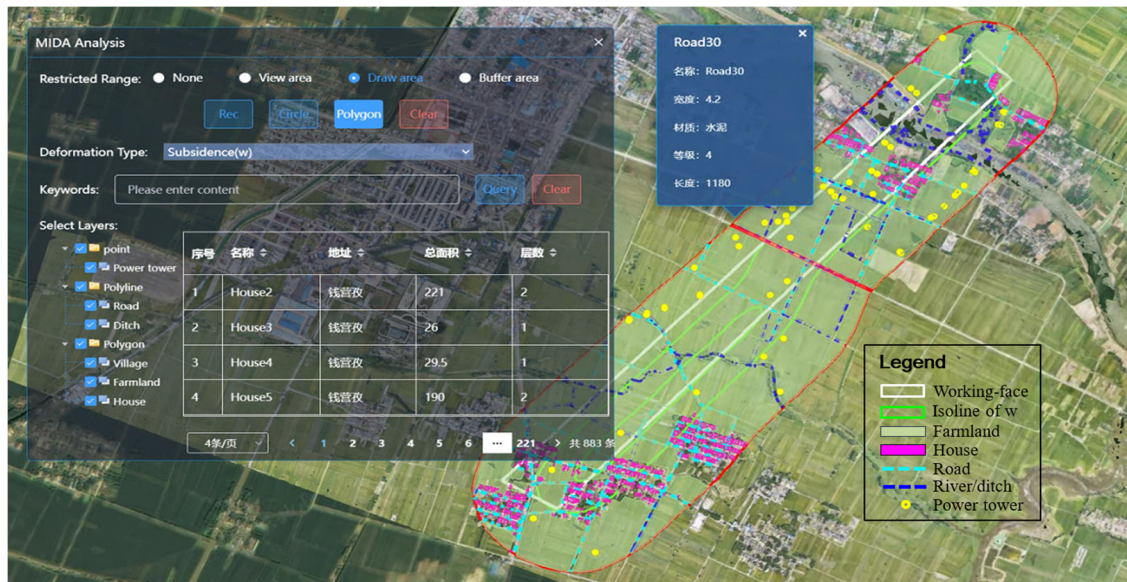 MIDA Analysis ×
Restricted Range: None View area Draw area Buffer area
Rec Circle Polygon Clear
Deformation Type: Subsidence(w)
Keywords: Please enter content Query Clear
Select Layers:
point
Power tower
Polyline
Road
Ditch
Polygon
Village
Farmland
House
序号 名称 地址 总面积 层数
1 House2 钱营孜 221 2
2 House3 钱营孜 26 1
3 House4 钱营孜 29.5 1
4 House5 钱营孜 190 2
4条/页 < 1 2 3 4 5 6 ... 221 > 共 883 条
Road30 ×
名称: Road30
宽度: 4.2
材质: 水泥
等级: 4
长度: 1180
Legend
Working-face
Isoline of w
Farmland
House
Road
River/ditch
Power tower